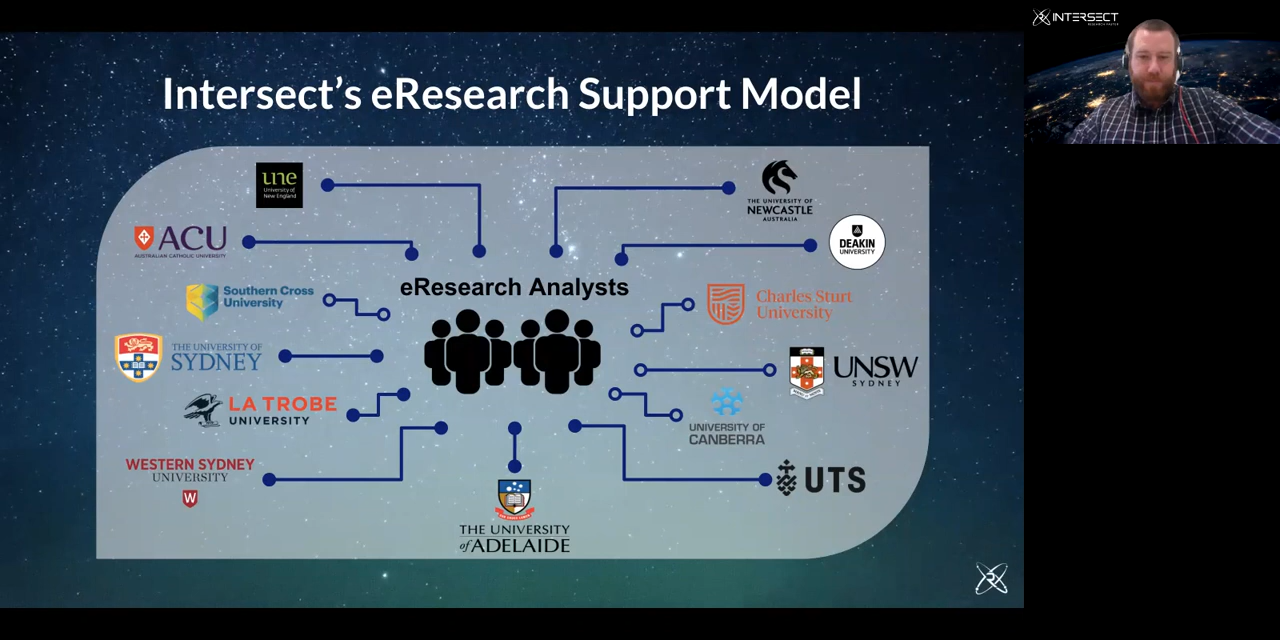 INTERSECT
Intersect's eResearch Support Model
une
University of
New England
THE UNIVERSITY OF
NEWCASTLE
AUSTRALIA
ACU
AUSTRALIAN CATHOLIC UNIVERSITY
DEAKIN
UNIVERSITY
eResearch Analysts
Southern Cross
University
Charles Sturt
University
THE UNIVERSITY OF
SYDNEY
UNSW
SYDNEY
LA TROBE
UNIVERSITY
UNIVERSITY OF
CANBERRA
WESTERN SYDNEY
UNIVERSITY
W
UTS
THE UNIVERSITY
of ADELAIDE